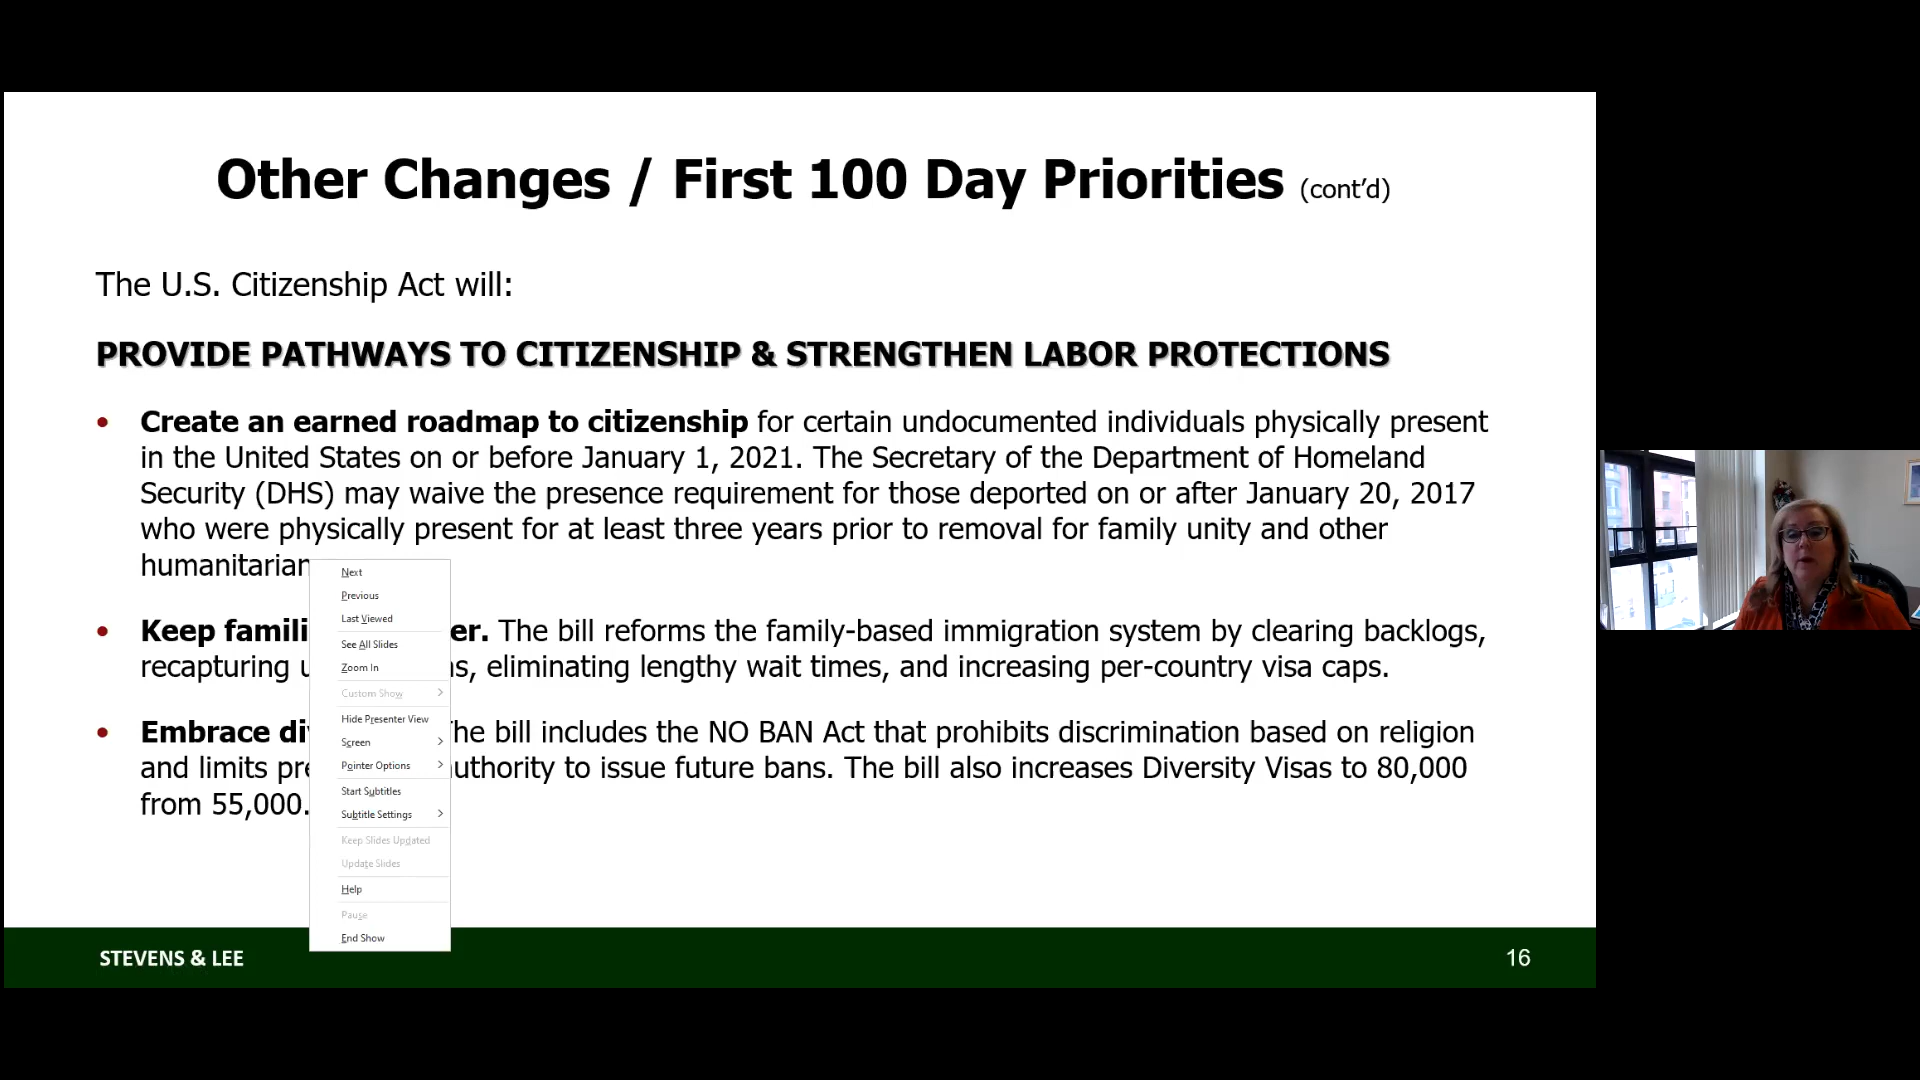 Other Changes / First 100 Day Priorities (cont’d)
The U.S. Citizenship Act will:
PROVIDE PATHWAYS TO CITIZENSHIP & STRENGTHEN LABOR PROTECTIONS
• Create an earned roadmap to citizenship for certain undocumented individuals physically present
in the United States on or before January 1, 2021. The Secretary of the Department of Homeland
Security (DHS) may waive the presence requirement for those deported on or after January 20, 2017
who were physically present for at least three years prior to removal for family unity and other
humanitarian
• Keep famili er. The bill reforms the family-based immigration system by clearing backlogs,
recapturing u s, eliminating lengthy wait times, and increasing per-country visa caps.
• Embrace di he bill includes the NO BAN Act that prohibits discrimination based on religion
and limits pre uthority to issue future bans. The bill also increases Diversity Visas to 80,000
from 55,000.
Next
Previous
Last Viewed
See All Slides
Zoom In
Custom Show
Hide Presenter View
Screen
Pointer Options
Start Subtitles
Subtitle Settings
Keep Slides Updated
Update Slides
Help
Pause
End Show
STEVENS & LEE
16